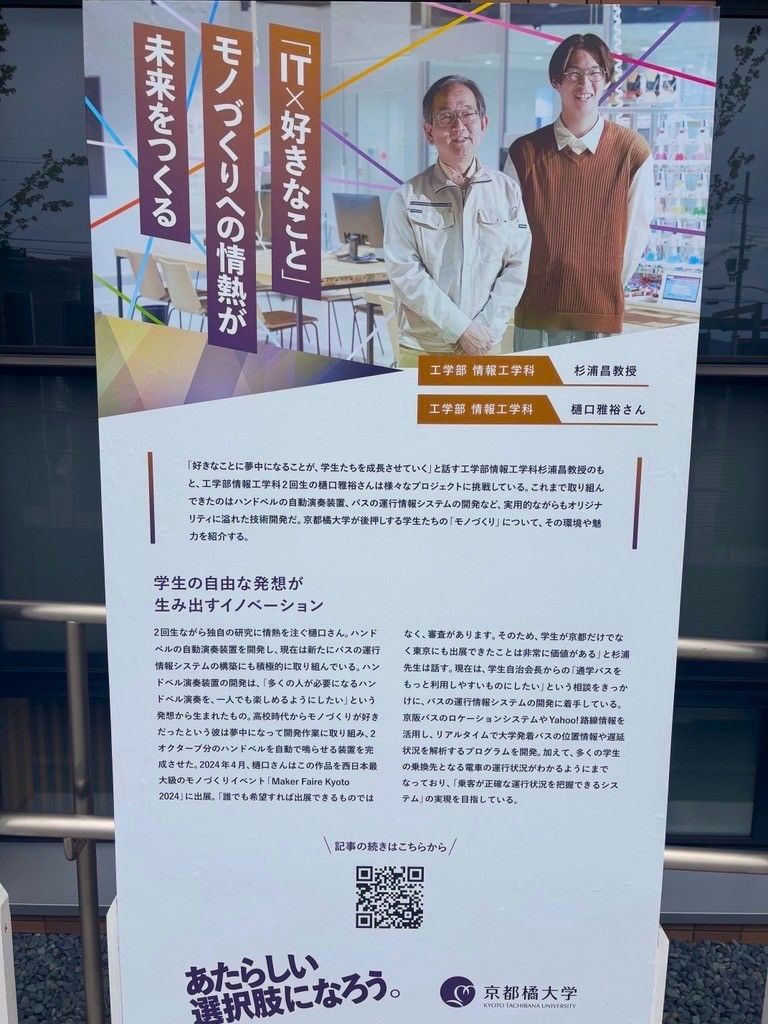 「IT×好きなこと」
モノづくりへの情熱が
未来をつくる
工学部 情報工学科 杉浦昌教授
工学部 情報工学科 樋口雅裕さん
「好きなことに夢中になることが、学生たちを成長させていく」と話す工学部情報工学科杉浦昌教授のも
と、工学部情報工学科2回生の樋口雅裕さんは様々なプロジェクトに挑戦している。これまで取り組ん
できたのはハンドベルの自動演奏装置、バスの運行情報システムの開発など、実用的ながらもオリジナ
リティに溢れた技術開発だ。京都橘大学が後押しする学生たちの「モノづくり」について、その環境や魅
力を紹介する。
学生の自由な発想が
生み出すイノベーション
2回生ながら独自の研究に情熱を注ぐ樋口さん。ハンド
ベルの自動演奏装置を開発し、現在は新たにバスの運行
情報システムの構築にも積極的に取り組んでいる。ハン
ドベル演奏装置の開発は、「多くの人が必要になるハン
ドベル演奏を、一人でも楽しめるようにしたい」という
発想から生まれたもの。高校時代からモノづくりが好き
だったという彼は夢中になって開発作業に取り組み、2
オクターブ分のハンドベルを自動で鳴らせる装置を完
成させた。2024年4月、樋口さんはこの作品を西日本最
大級のモノづくりイベント「Maker Faire Kyoto
2024」に出展。「誰でも希望すれば出展できるものでは
なく、審査があります。そのため、学生が京都だけでな
く東京にも出展できたことは非常に価値がある」と杉浦
先生は話す。現在は、学生自治会長からの「通学バスを
もっと利用しやすいものにしたい」という相談をきっか
けに、バスの運行情報システムの開発に着手している。
京阪バスのロケーションシステムやYahoo!路線情報を
活用し、リアルタイムで大学発着バスの位置情報や遅延
状況を解析するプログラムを開発。加えて、多くの学生
の乗換先となる電車の運行状況がわかるようにまで
なっており、「乗客が正確な運行状況を把握できるシス
テム」の実現を目指している。
\ 記事の続きはこちらから /
あたらしい
選択肢になろう。
京都橘大学
KYOTO TACHIBANA UNIVERSITY